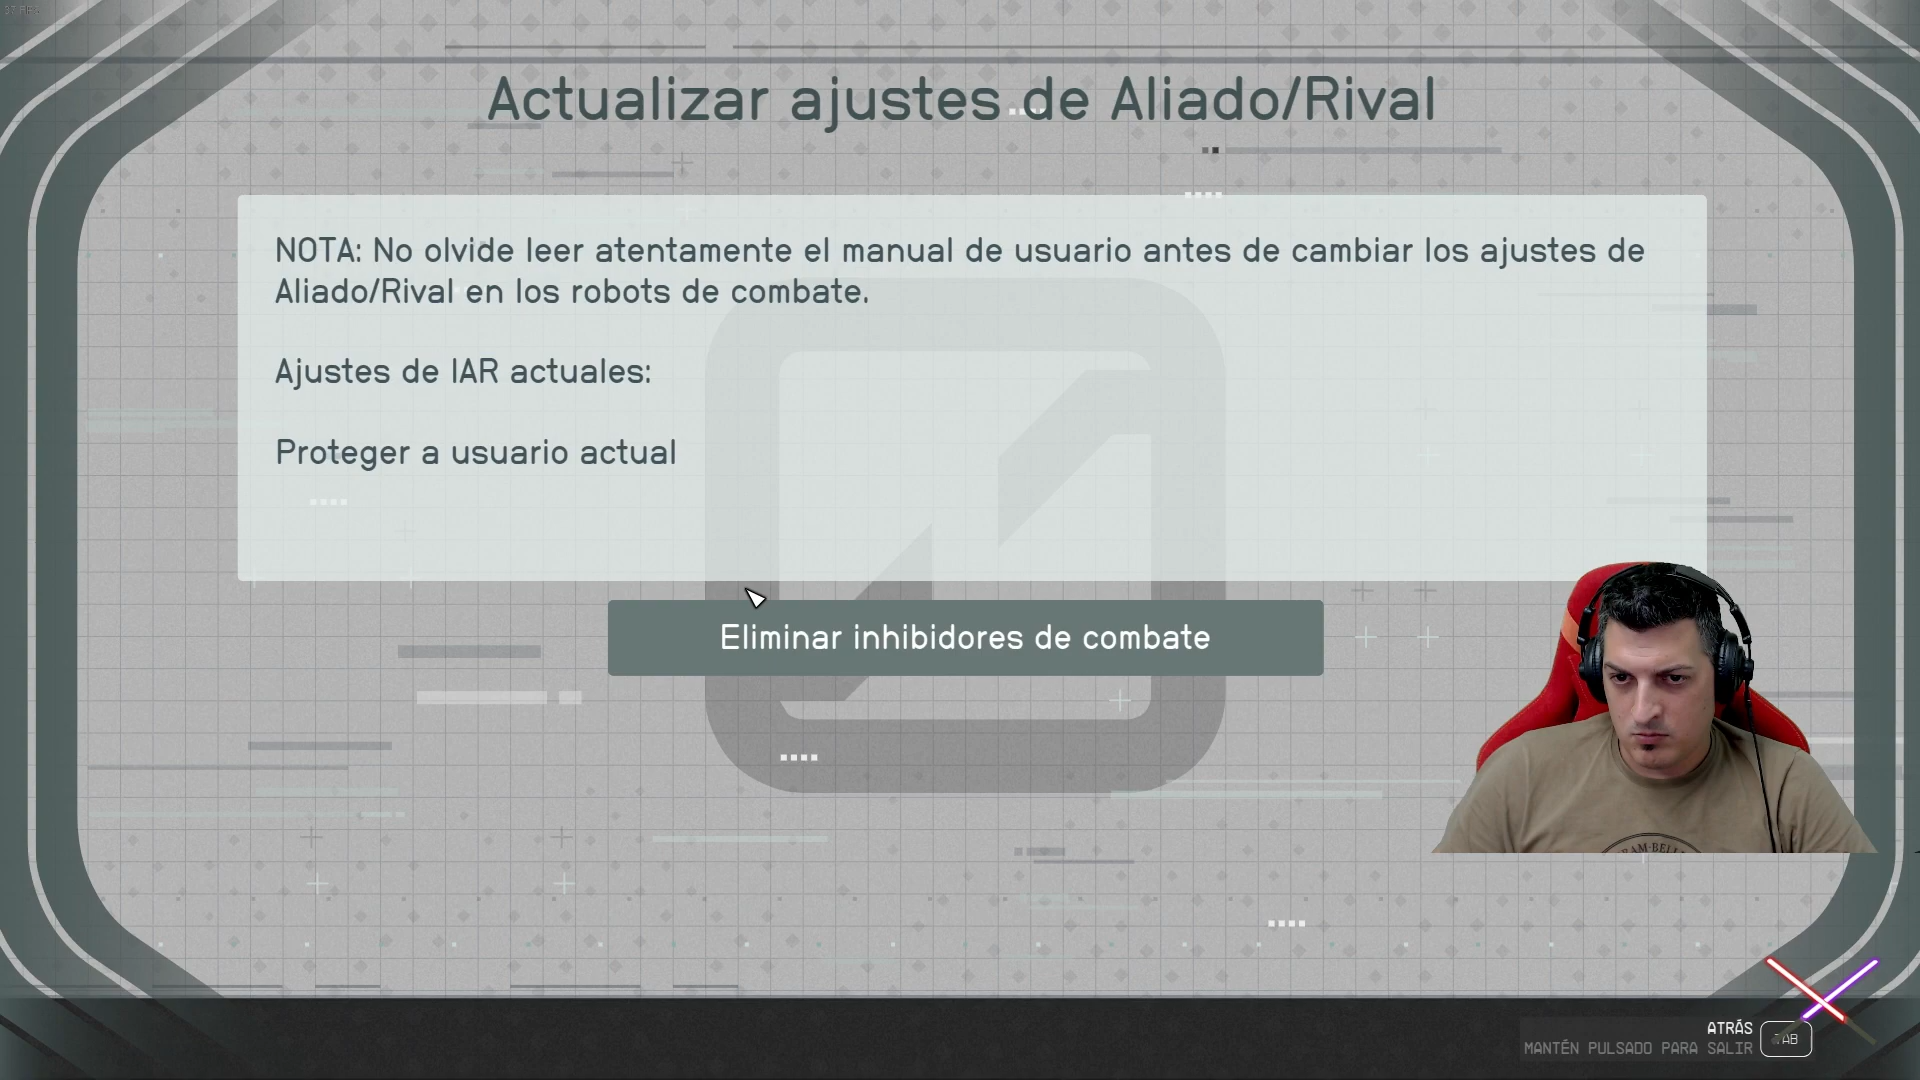 Actualizar ajustes de Aliado/Rival
NOTA: No olvide leer atentamente el manual de usuario antes de cambiar los ajustes de
Aliado/Rival en los robots de combate.
Ajustes de IAR actuales:
Proteger a usuario actual
Eliminar inhibidores de combate
ATRÁS
MANTÉN PULSADO PARA SALIR
TAB